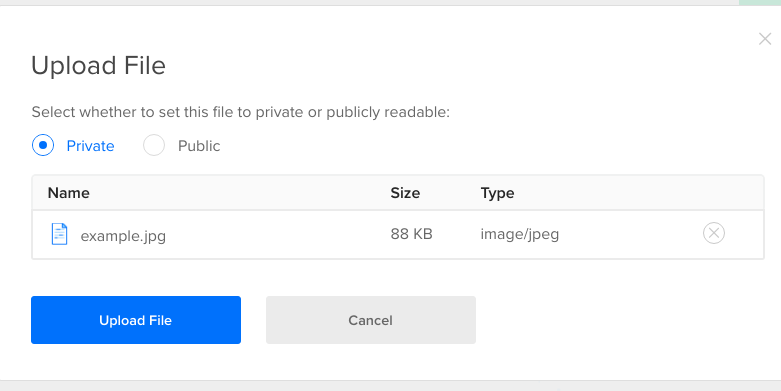 Upload File
Select whether to set this file to private or publicly readable:
Private Public
Name Size Type
example.jpg 88 KB image/jpeg
Upload File Cancel